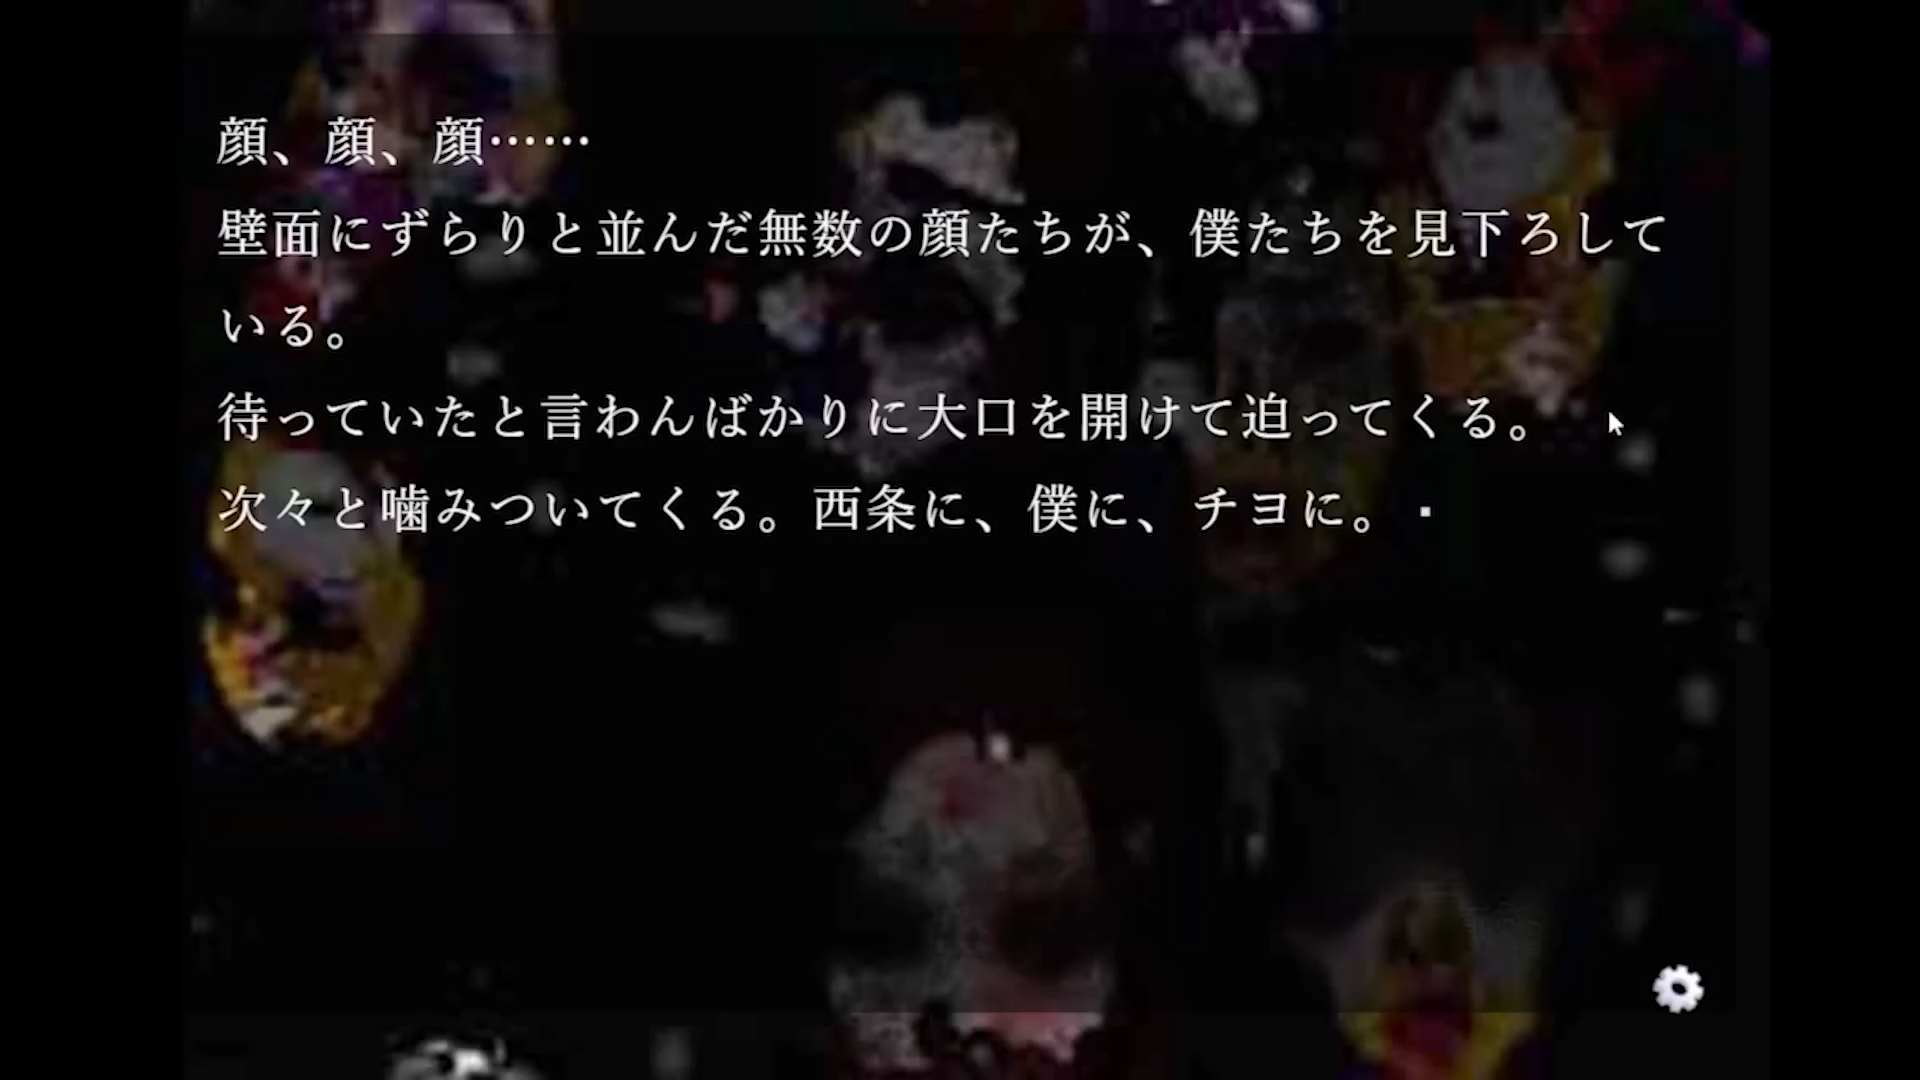 顔、顔、顔……
壁面にずらりと並んだ無数の顔たちが、僕たちを見下ろして
いる。
待っていたと言わんばかりに大口を開けて迫ってくる。
次々と噛みついてくる。西条に、僕に、チヨに。